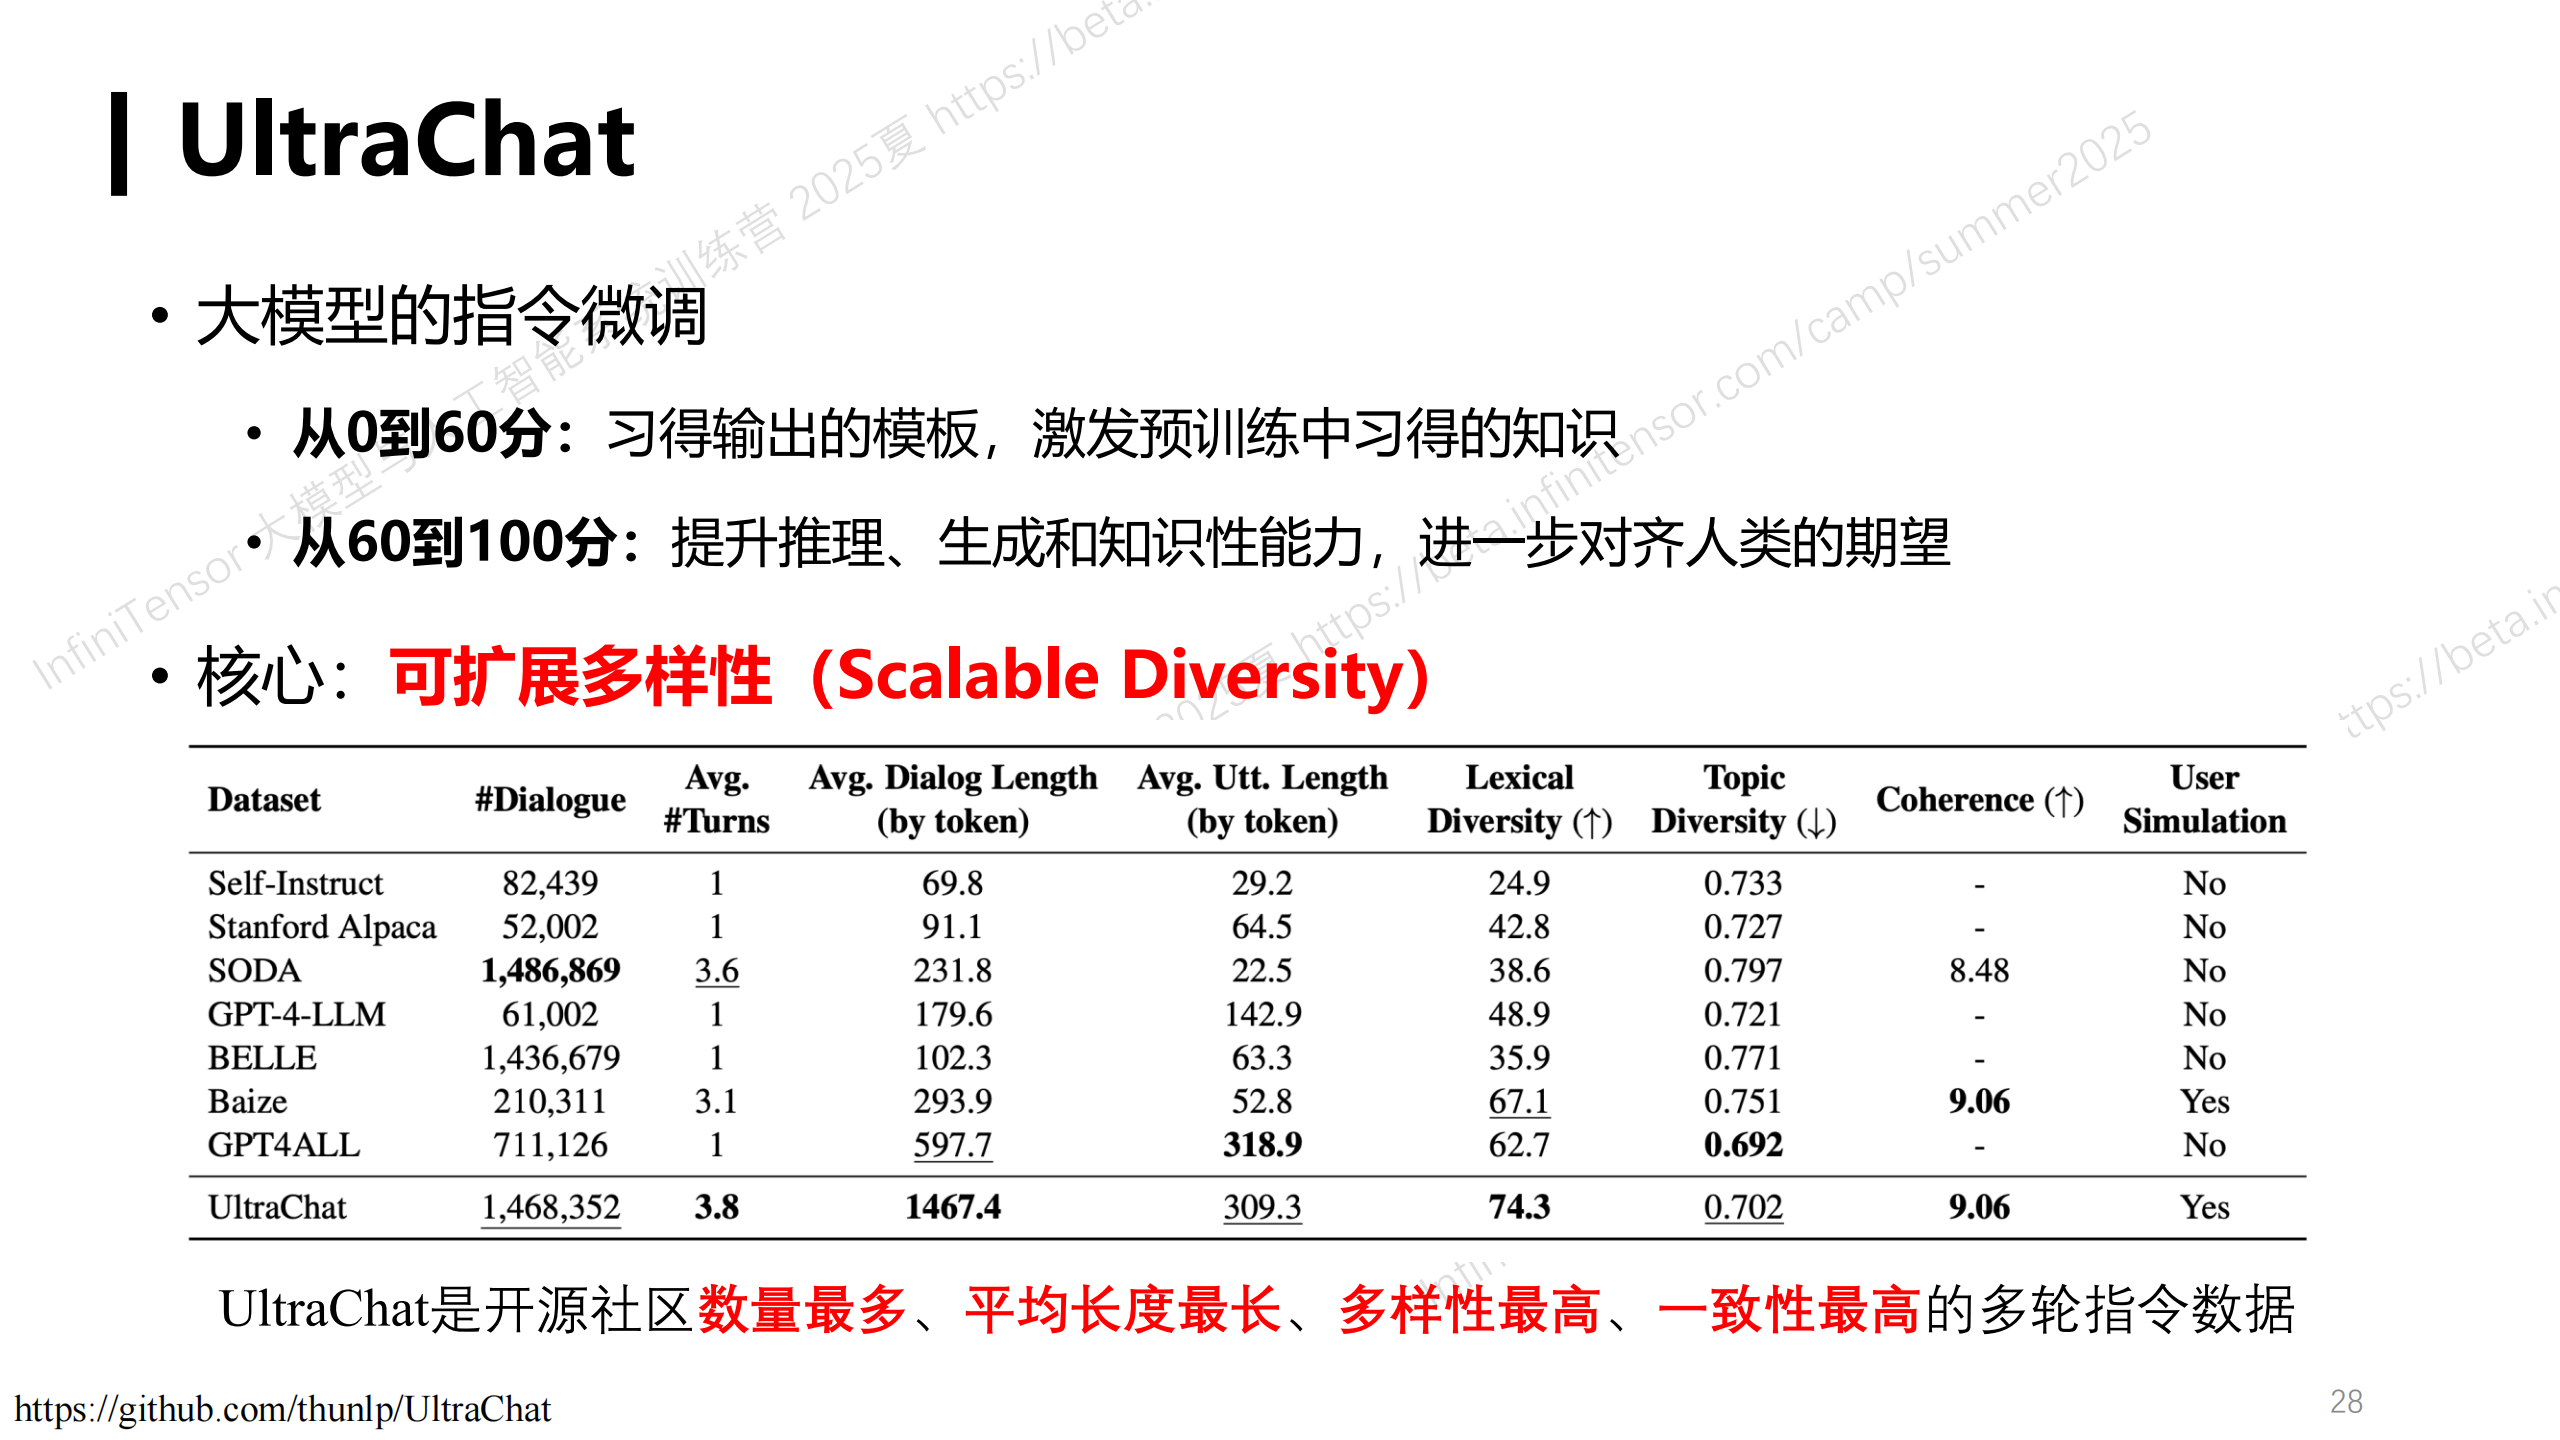 UltraChat
• 大模型的指令微调
• 从0到60分：习得输出的模板，激发预训练中习得的知识
• 从60到100分：提升推理、生成和知识性能力，进一步对齐人类的期望
• 核心：可扩展多样性（Scalable Diversity）
Dataset #Dialogue Avg. #Turns Avg. Dialog Length (by token) Avg. Utt. Length (by token) Lexical Diversity (↑) Topic Diversity (↓) Coherence (↑) User Simulation
Self-Instruct 82,439 1 69.8 29.2 24.9 0.733 - No
Stanford Alpaca 52,002 1 91.1 64.5 42.8 0.727 - No
SODA 1,486,869 3.6 231.8 22.5 38.6 0.797 8.48 No
GPT-4-LLM 61,002 1 179.6 142.9 48.9 0.721 - No
BELLE 1,436,679 1 102.3 63.3 35.9 0.771 - No
Baize 210,311 3.1 293.9 52.8 67.1 0.751 9.06 Yes
GPT4ALL 711,126 1 597.7 318.9 62.7 0.692 - No
UltraChat 1,468,352 3.8 1467.4 309.3 74.3 0.702 9.06 Yes
UltraChat是开源社区数量最多、平均长度最长、多样性最高、一致性最高的多轮指令数据
https://github.com/thunlp/UltraChat
28
InfiniTensor 大模型与人工智能系统训练营 2025夏 https://beta.
2025夏 https://beta.infinitensor.com/camp/summer2025
ttps://beta.in